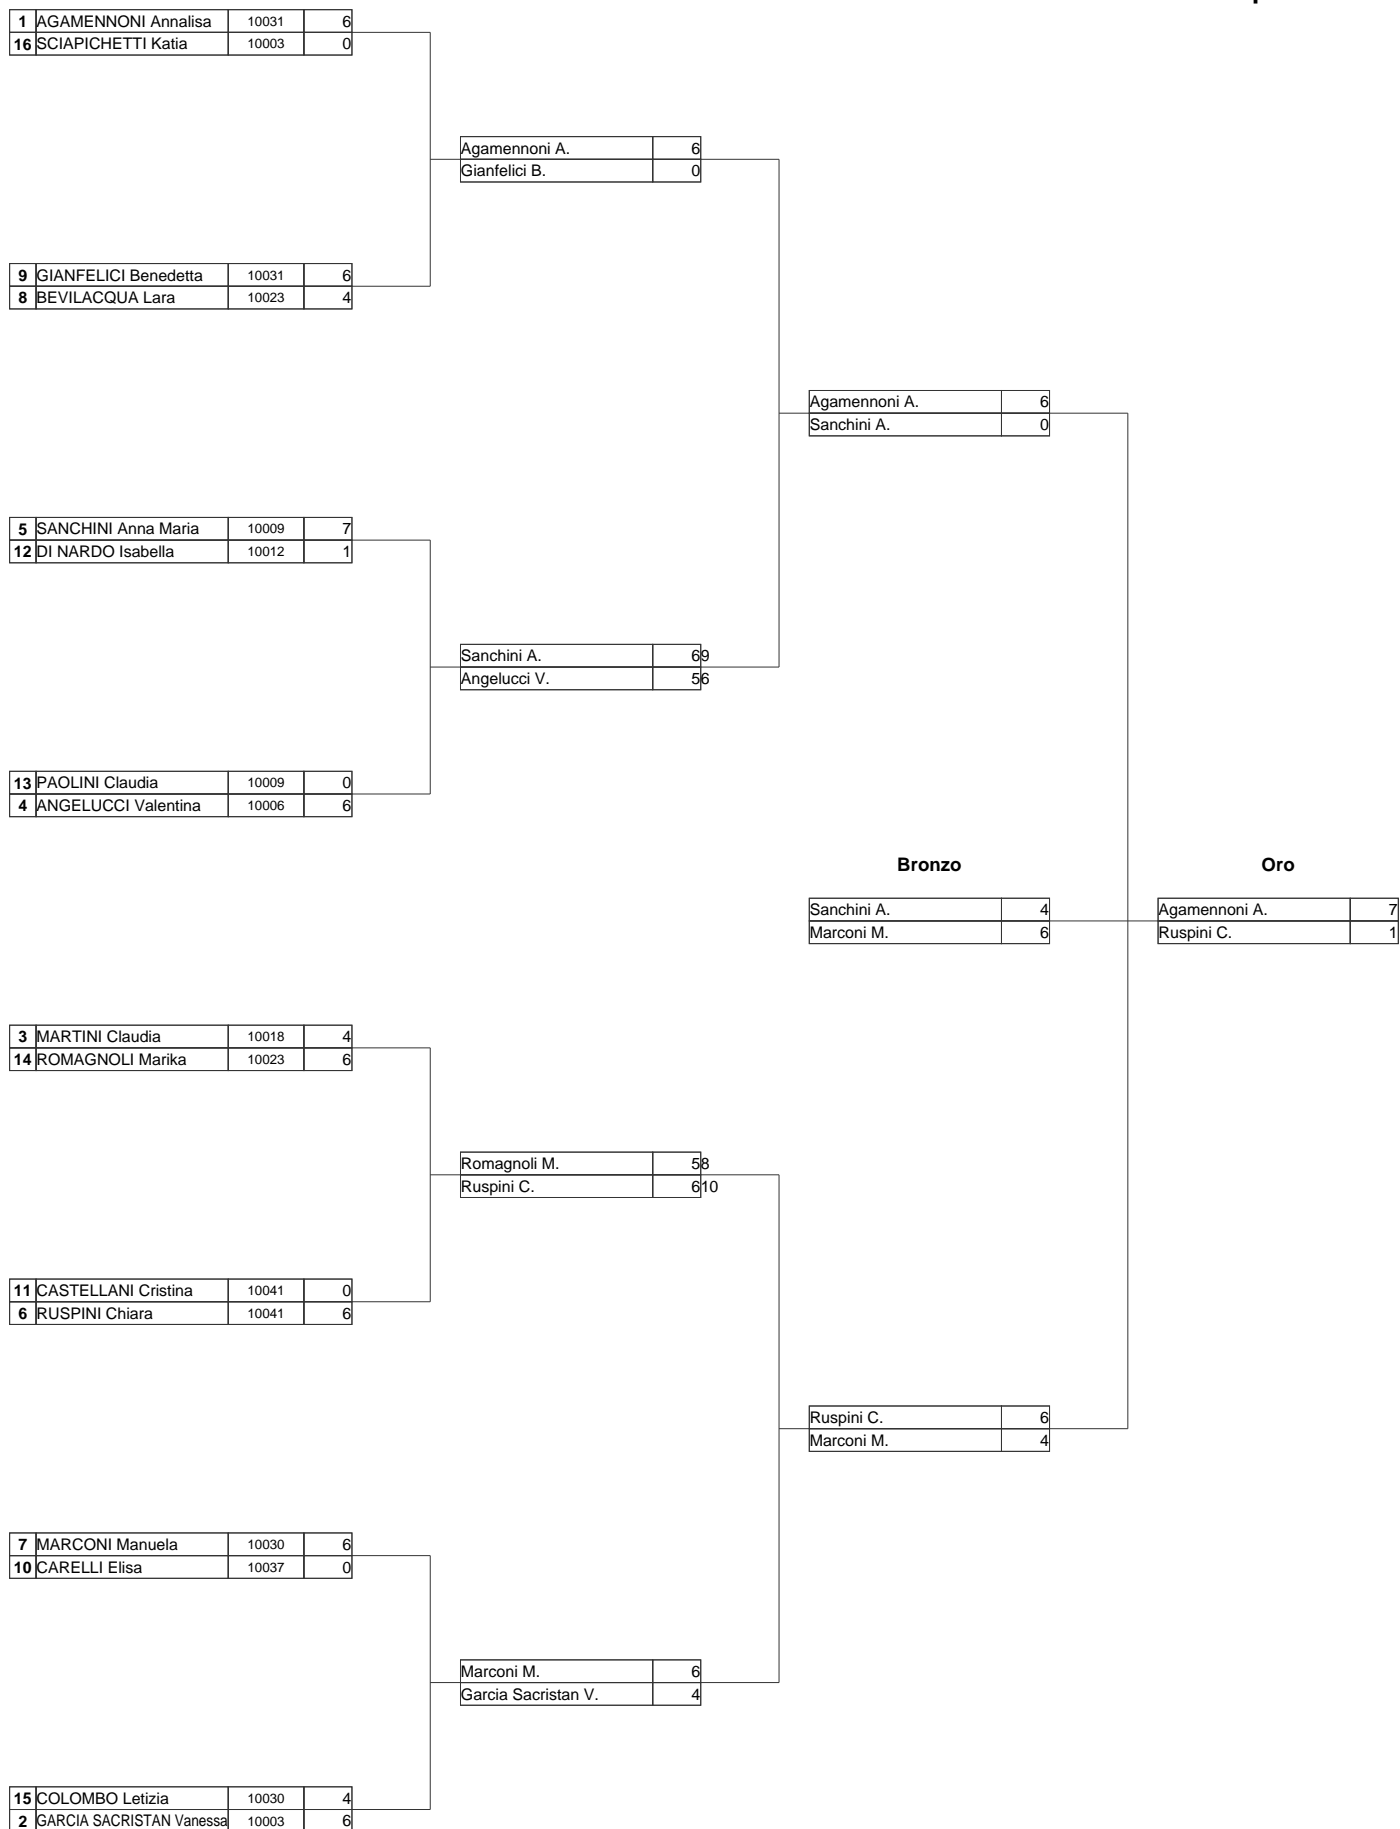 1 AGAMENNONI Annalisa 10031 6
16 SCIAPICHETTI Katia 10003 0
Agamennoni A. 6
Gianfelici B. 0
9 GIANFELICI Benedetta 10031 6
8 BEVILACQUA Lara 10023 4
Agamennoni A. 6
Sanchini A. 0
5 SANCHINI Anna Maria 10009 7
12 DI NARDO Isabella 10012 1
Sanchini A. 6 9
Angelucci V. 5 6
13 PAOLINI Claudia 10009 0
4 ANGELUCCI Valentina 10006 6
Bronzo Oro
Sanchini A. 4 Agamennoni A. 7
Marconi M. 6 Ruspini C. 1
3 MARTINI Claudia 10018 4
14 ROMAGNOLI Marika 10023 6
Romagnoli M. 5 8
Ruspini C. 6 10
11 CASTELLANI Cristina 10041 0
6 RUSPINI Chiara 10041 6
Ruspini C. 6
Marconi M. 4
7 MARCONI Manuela 10030 6
10 CARELLI Elisa 10037 0
Marconi M. 6
Garcia Sacristan V. 4
15 COLOMBO Letizia 10030 4
2 GARCIA SACRISTAN Vanessa 10003 6